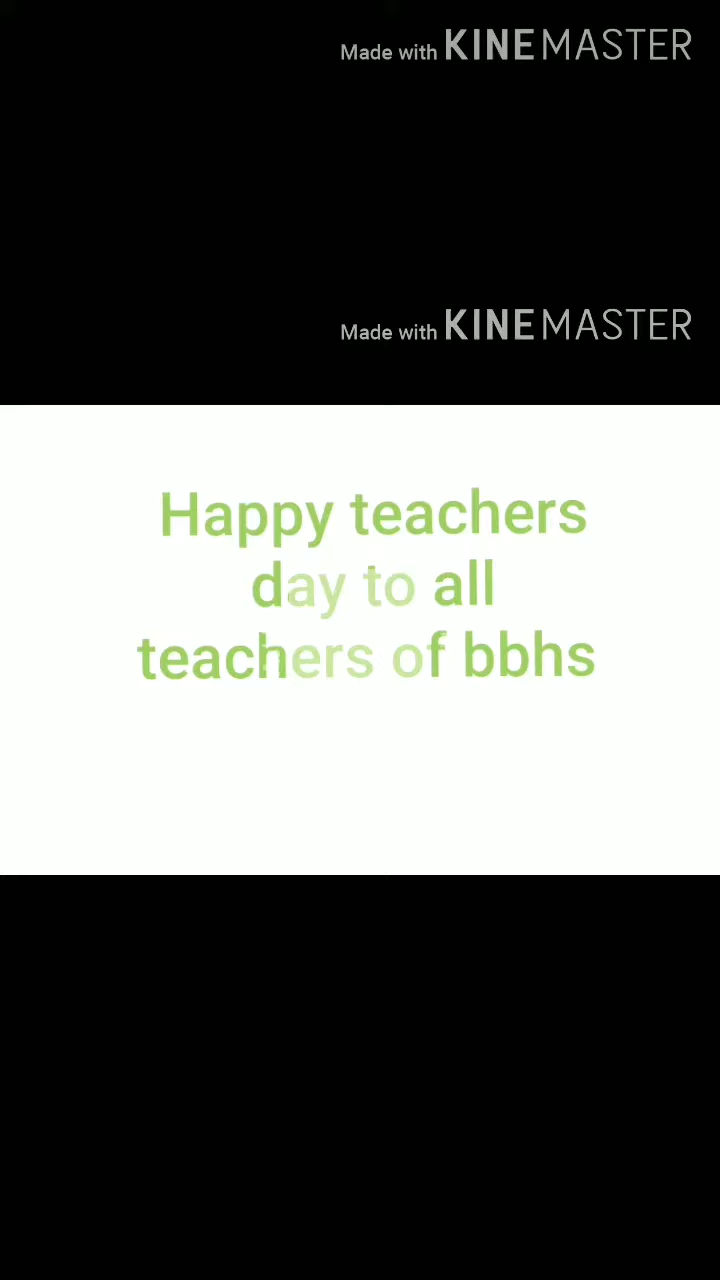 Made with KINEMASTER
Made with KINEMASTER
Happy teachers
day to all
teachers of bbhs